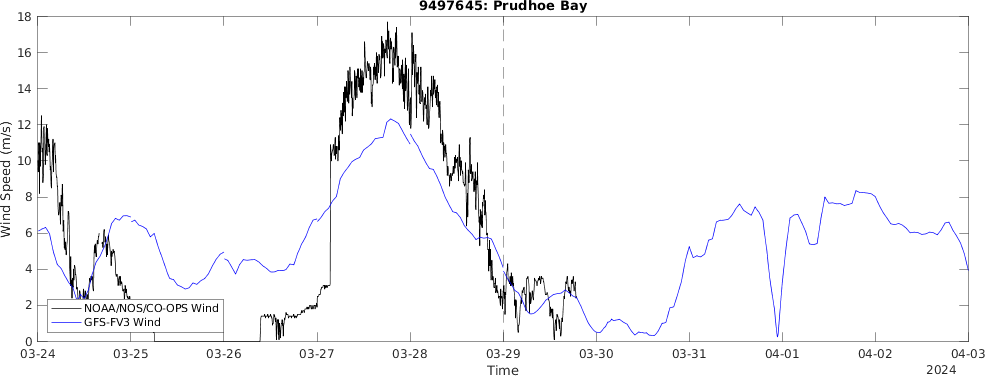 9497645: Prudhoe Bay
18
16
14
12
10
8
6
4
2
0
Wind Speed (m/s)
NOAA/NOS/CO-OPS Wind
GFS-FV3 Wind
03-24 03-25 03-26 03-27 03-28 03-29 03-30 03-31 04-01 04-02 04-03
Time
2024